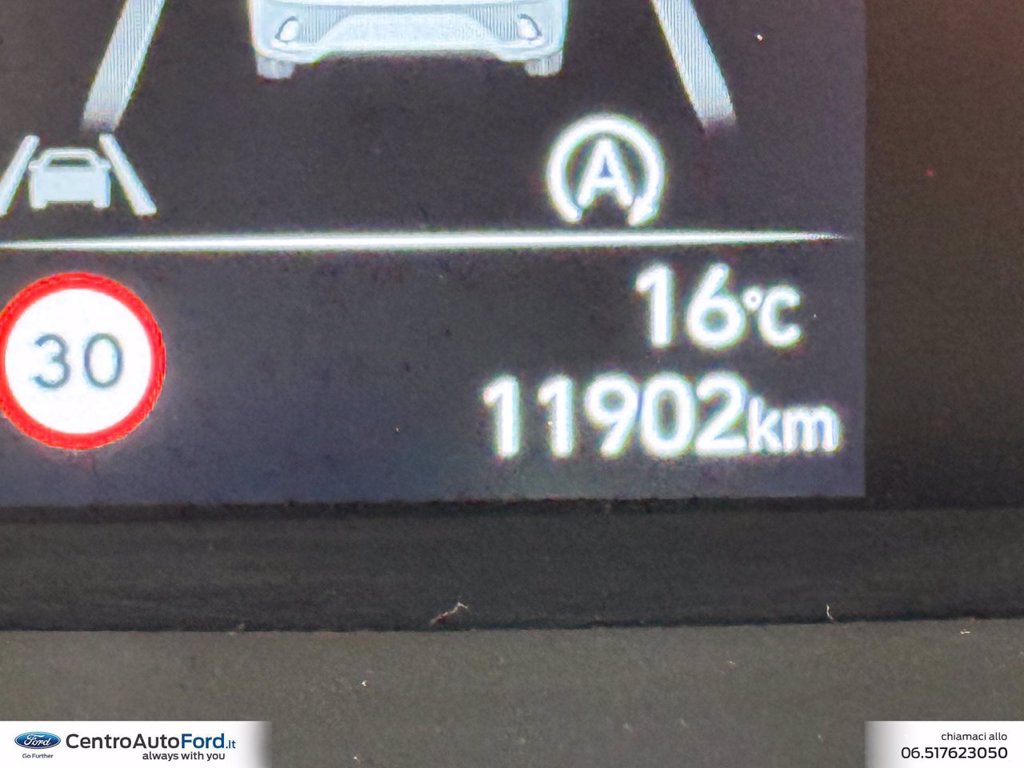 A
16°C
30
11902km
Ford
Go Further
CentroAutoFord.it
always with you
chiamaci allo
06.517623050